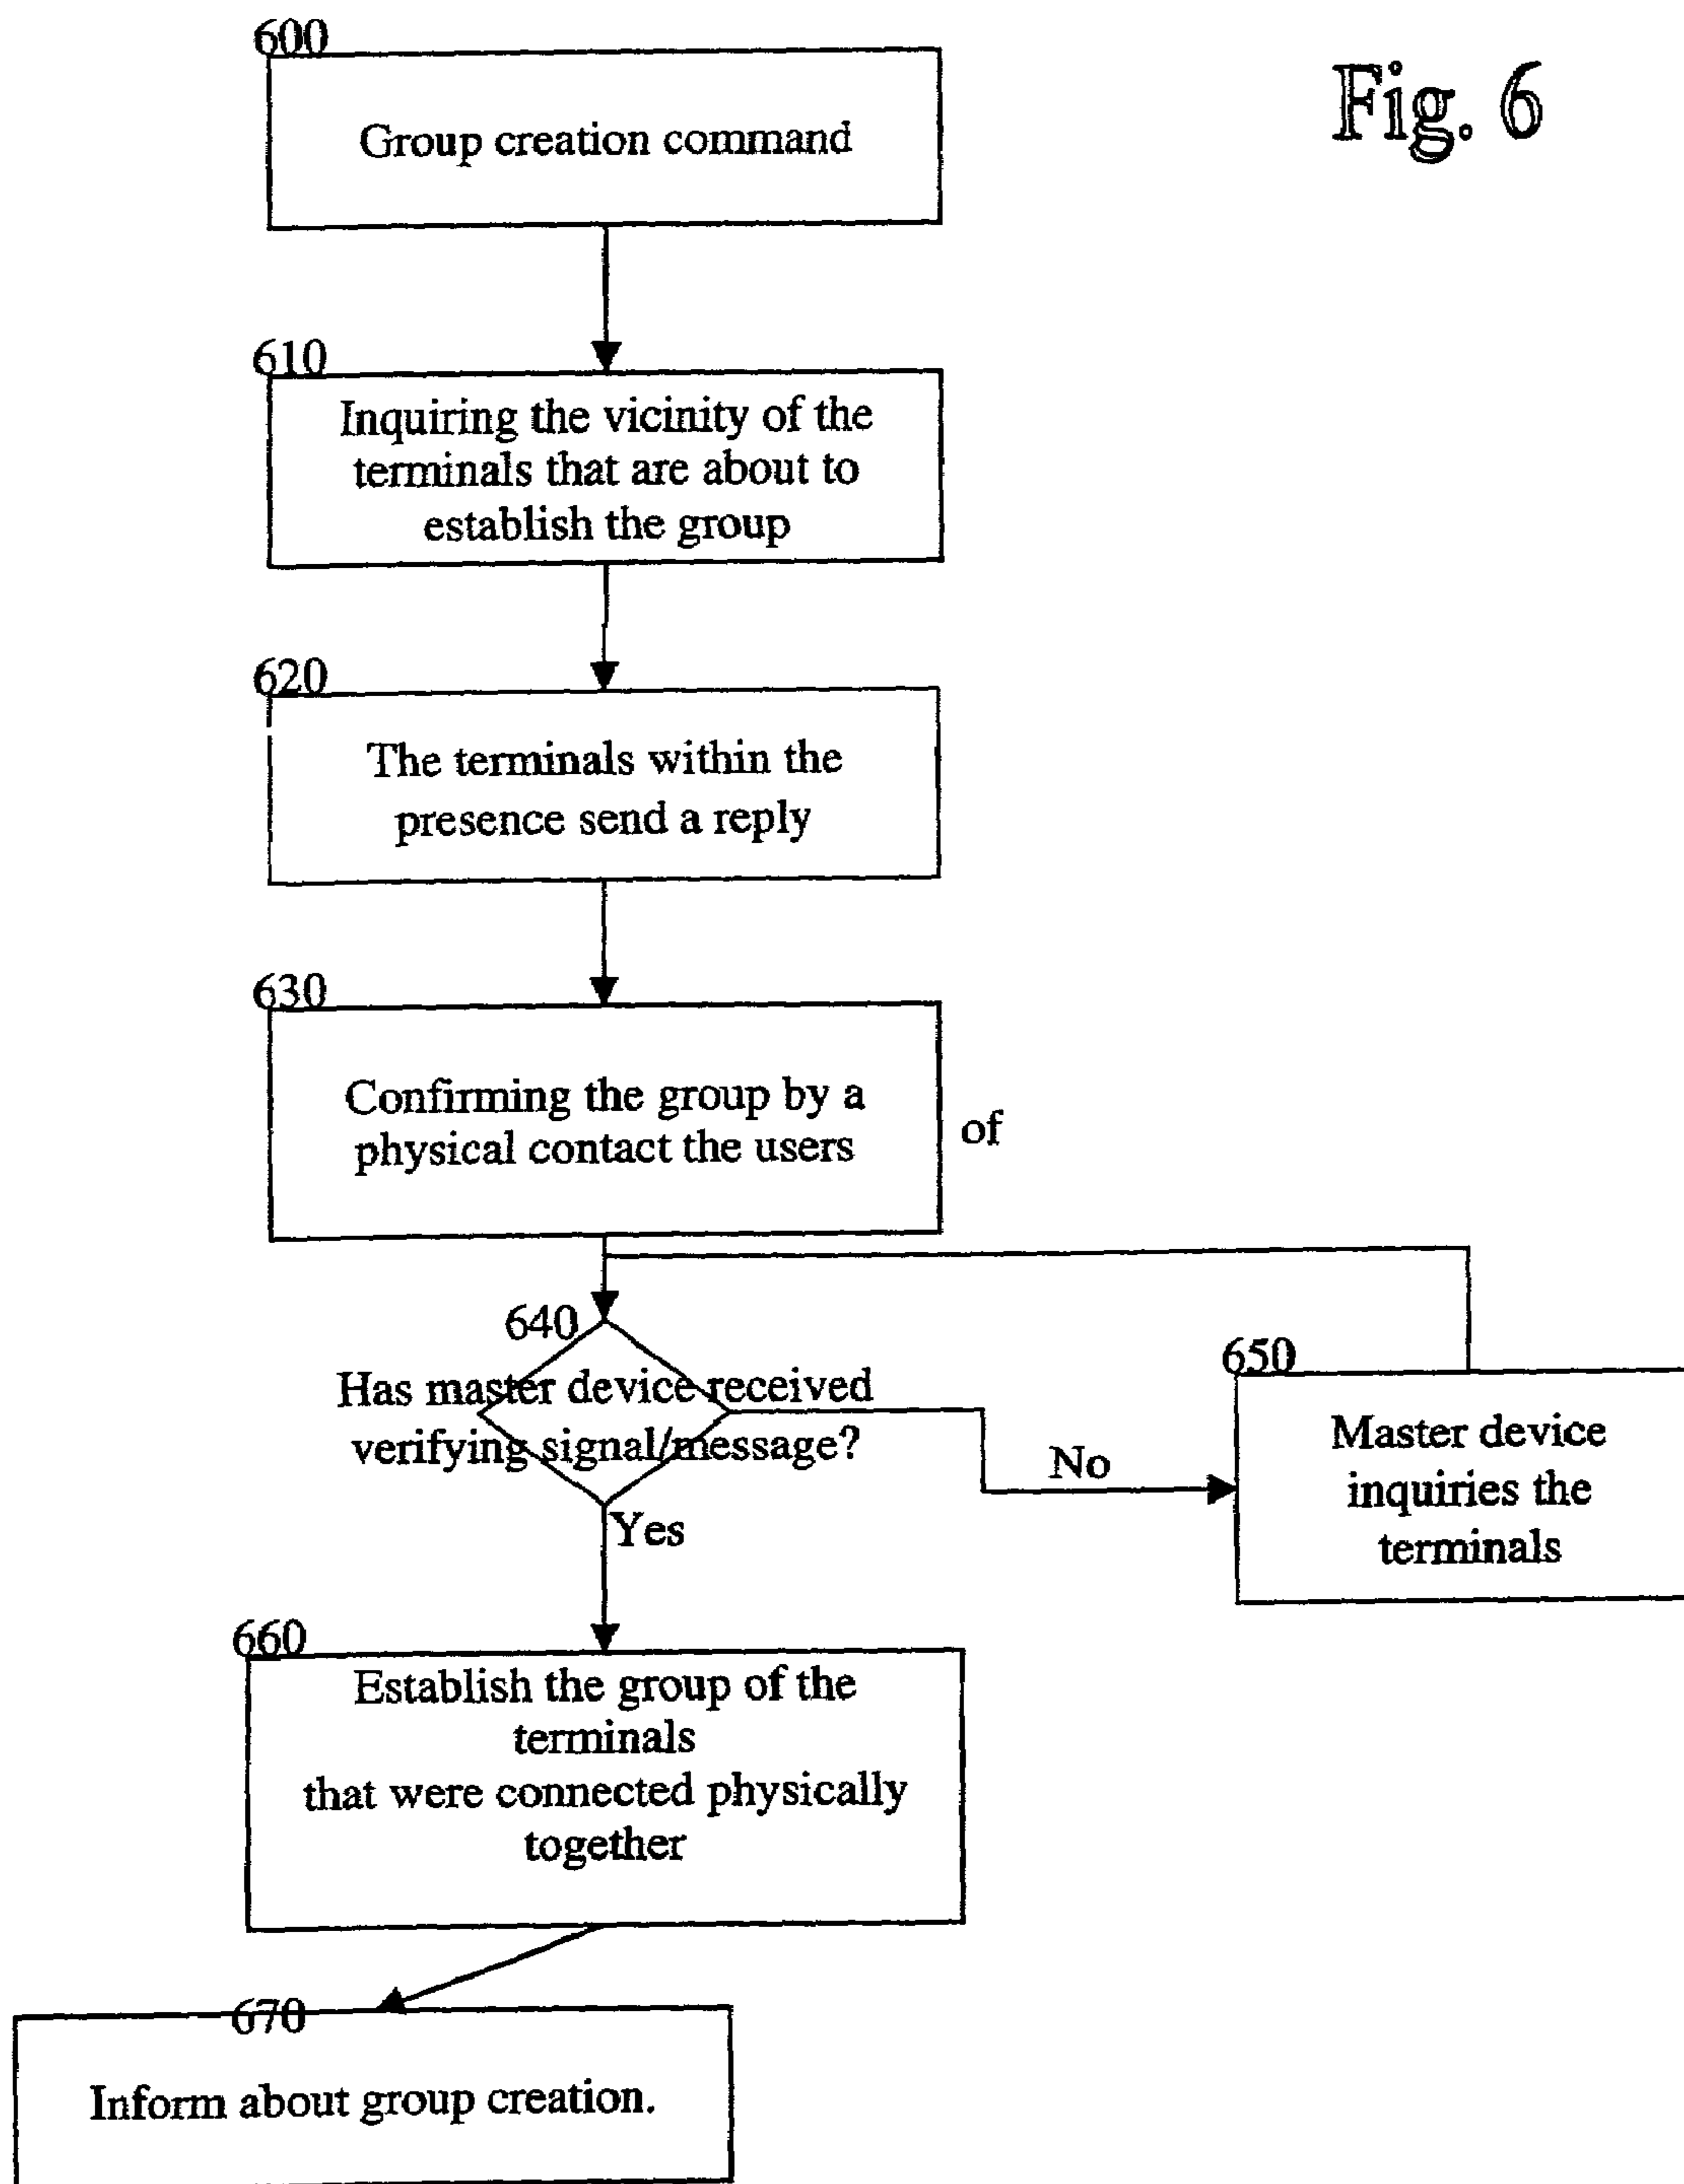 Fig. 6
600
Group creation command
610
Inquiring the vicinity of the
terminals that are about to
establish the group
620
The terminals within the
presence send a reply
630
Confirming the group by a
of
physical contact the users
640
Has master device received
verifying signal/message?
No
Yes
650
Master device
inquiries the
terminals
660
Establish the group of the
terminals
that were connected physically
together
670
Inform about group creation.